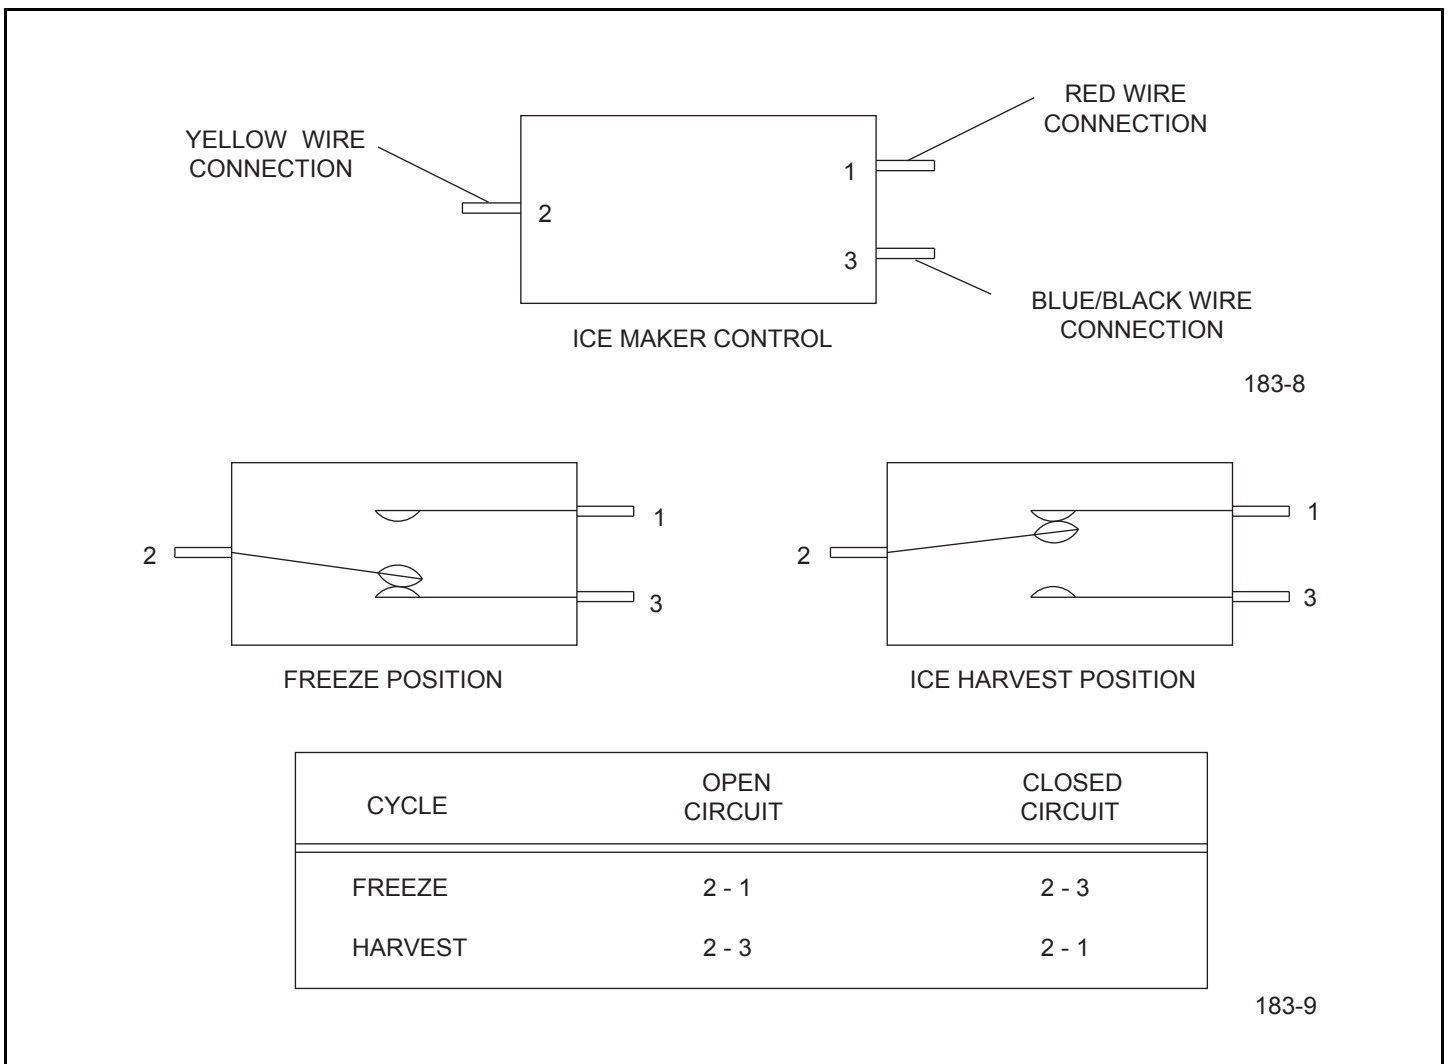 RED WIRE
CONNECTION
YELLOW WIRE
CONNECTION
1
2
3
BLUE/BLACK WIRE
CONNECTION
ICE MAKER CONTROL
183-8
1
2
3
FREEZE POSITION
1
2
3
ICE HARVEST POSITION
CYCLE OPEN CIRCUIT CLOSED CIRCUIT
FREEZE 2 - 1 2 - 3
HARVEST 2 - 3 2 - 1
183-9